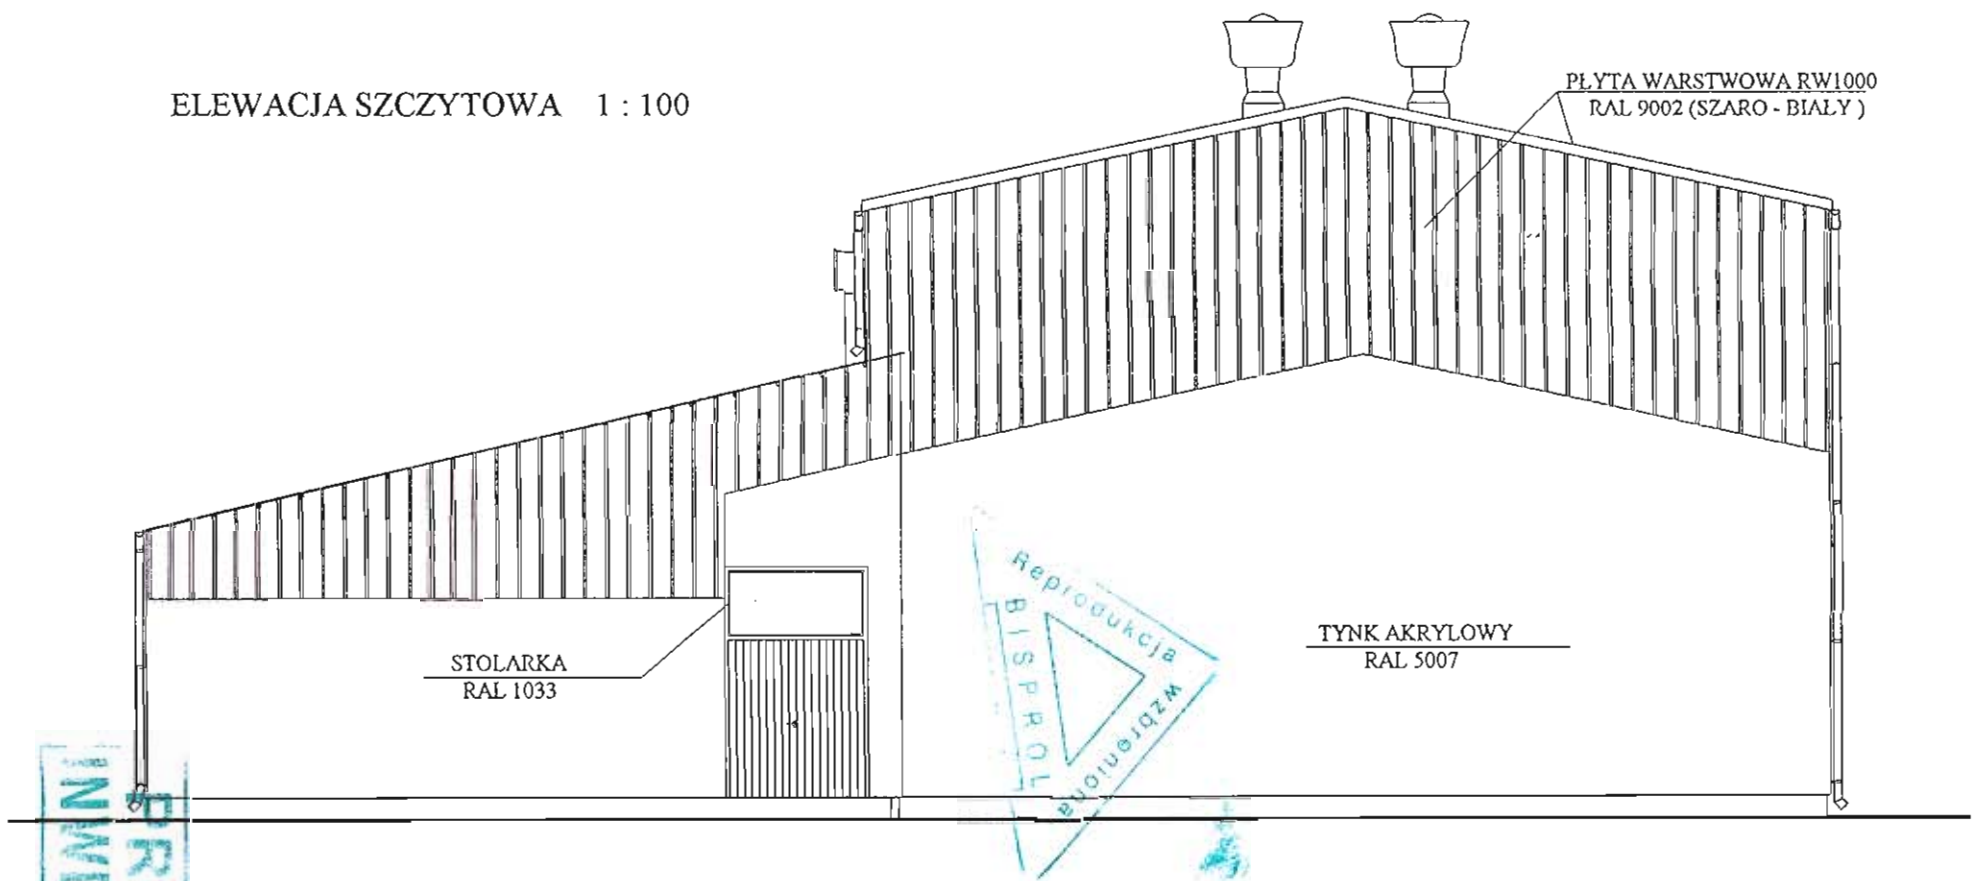 ELEWACJA SZCZYTOWA 1 : 100
PŁYTA WARSTWOWA RW1000
RAL 9002 (SZARO - BIAŁY )
STOLARKA
RAL 1033
TYNK AKRYLOWY
RAL 5007
Reprodukcja
wzbroniona
BISPROL